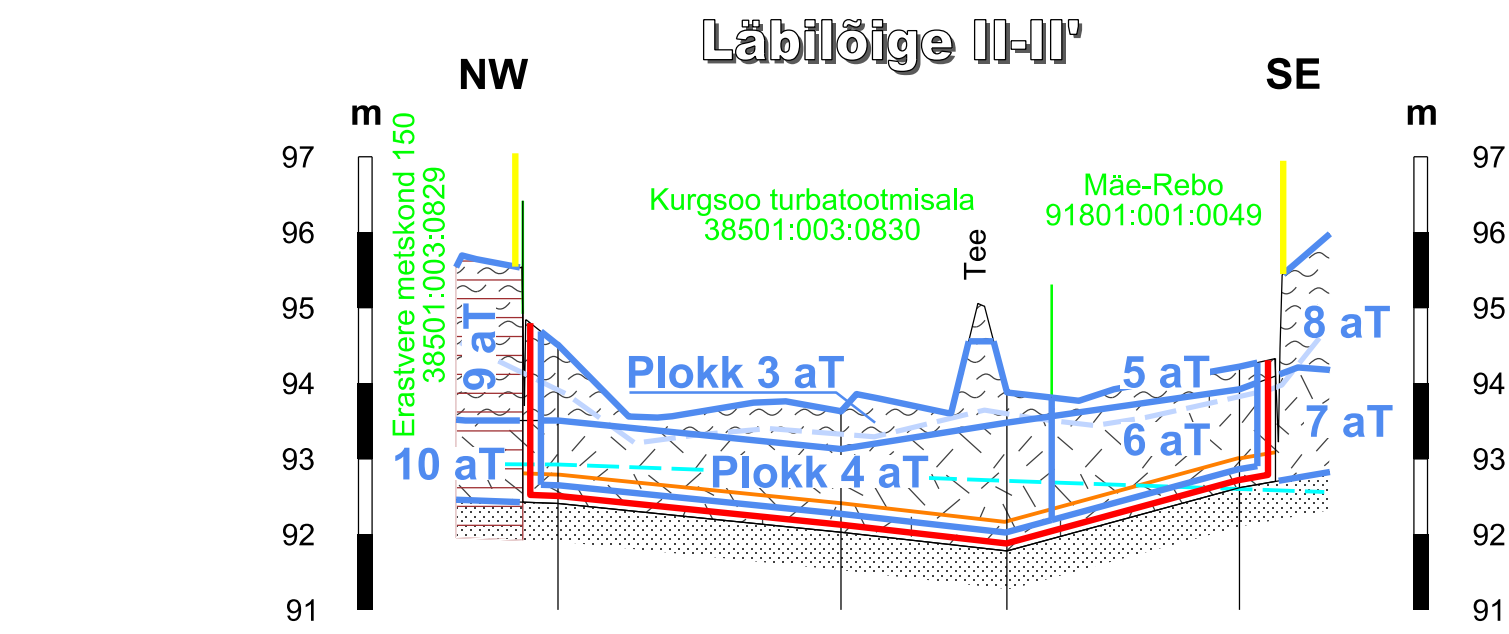 Läbilõige II-II'
NW
SE
m
m
97
96
95
94
93
92
91
Erastvere metskond 150
38501:003:0829
Kurgsoo turbatootmisala
38501:003:0830
Tee
Mäe-Rebo
91801:001:0049
9 aT
10 aT
Plokk 3 aT
Plokk 4 aT
5 aT
6 aT
8 aT
7 aT
97
96
95
94
93
92
91